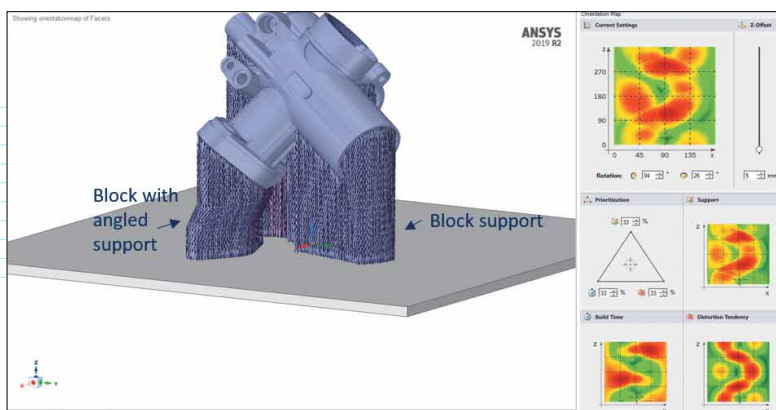 Showing orientationmap of Facets
ANSYS
2019 R2
Block with
angled
support
Block support
Z
Y
X
Orientation Map
Current Settings
Z-Offset
z
270
180
90
0
0 45 90 135 x
Rotation: 94 ° 26 °
5 mm
Prioritization
Support
33 %
33 % 33 %
X
Build Time
Distortion Tendency
Z
Z